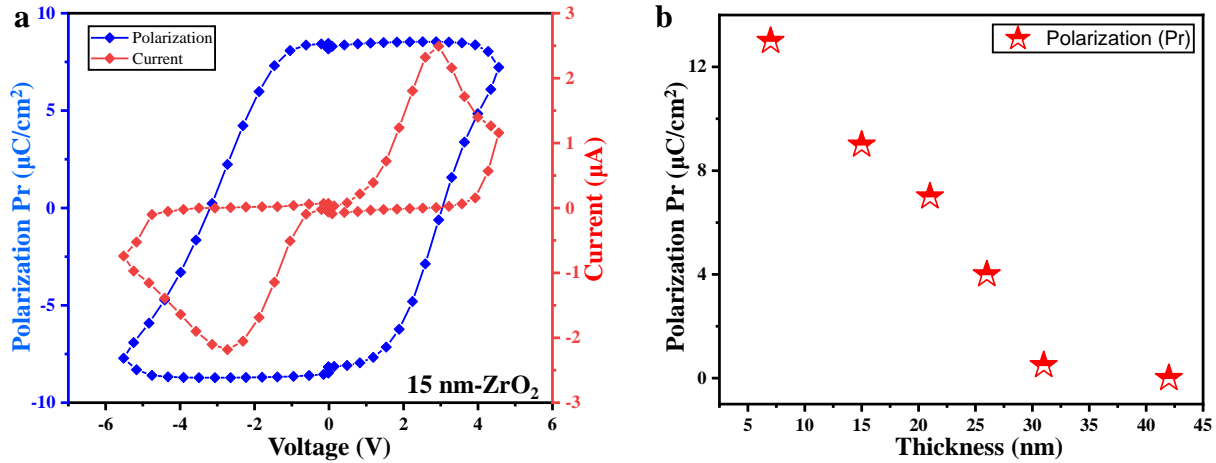 a
Polarization
Current
Polarization Pr (μC/cm²)
10
5
0
-5
-10
3
2
1
0
-1
-2
-3
Current (μA)
15 nm-ZrO₂
-6
-4
-2
0
2
4
6
Voltage (V)
b
Polarization (Pr)
Polarization Pr (μC/cm²)
12
8
4
0
5
10
15
20
25
30
35
40
45
Thickness (nm)